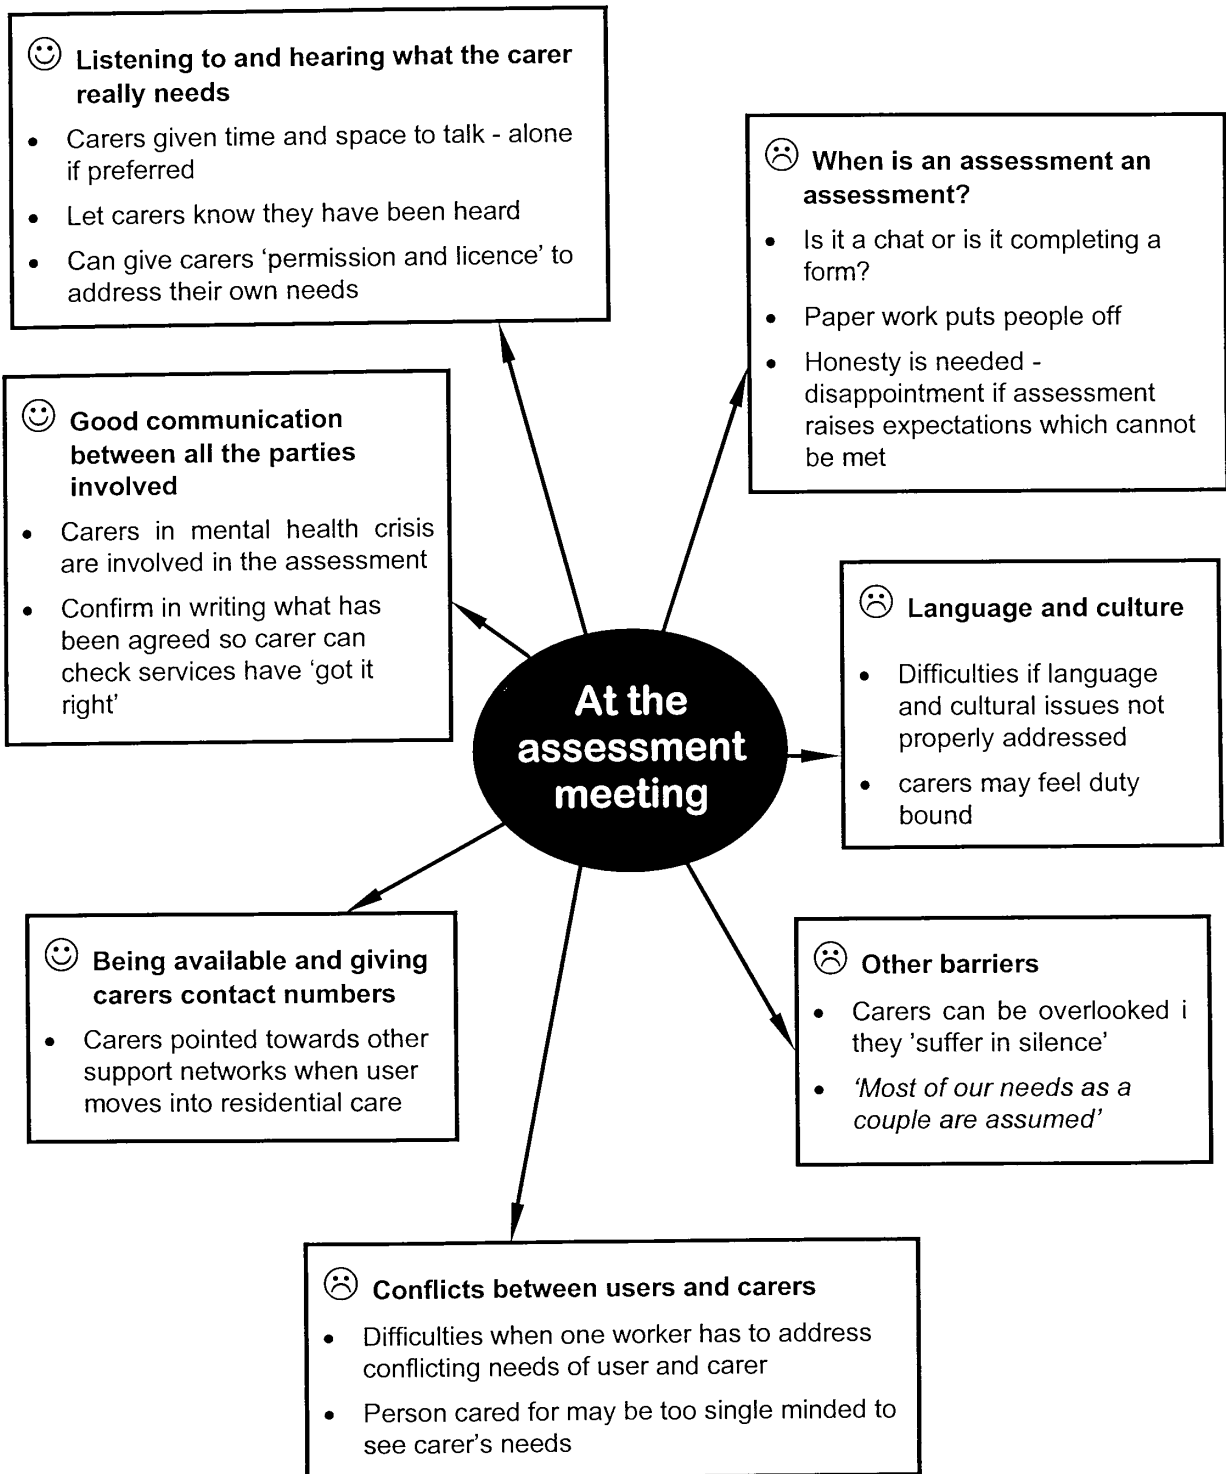 Listening to and hearing what the carer
really needs
• Carers given time and space to talk - alone
if preferred
• Let carers know they have been heard
• Can give carers ‘permission and licence’ to
address their own needs
When is an assessment an
assessment?
• Is it a chat or is it completing a
form?
• Paper work puts people off
• Honesty is needed -
disappointment if assessment
raises expectations which cannot
be met
Good communication
between all the parties
involved
• Carers in mental health crisis
are involved in the assessment
• Confirm in writing what has
been agreed so carer can
check services have ‘got it
right’
Language and culture
• Difficulties if language
and cultural issues not
properly addressed
• carers may feel duty
bound
At the
assessment
meeting
Being available and giving
carers contact numbers
• Carers pointed towards other
support networks when user
moves into residential care
Other barriers
• Carers can be overlooked i
they ’suffer in silence’
• ‘Most of our needs as a
couple are assumed’
Conflicts between users and carers
• Difficulties when one worker has to address
conflicting needs of user and carer
• Person cared for may be too single minded to
see carer’s needs